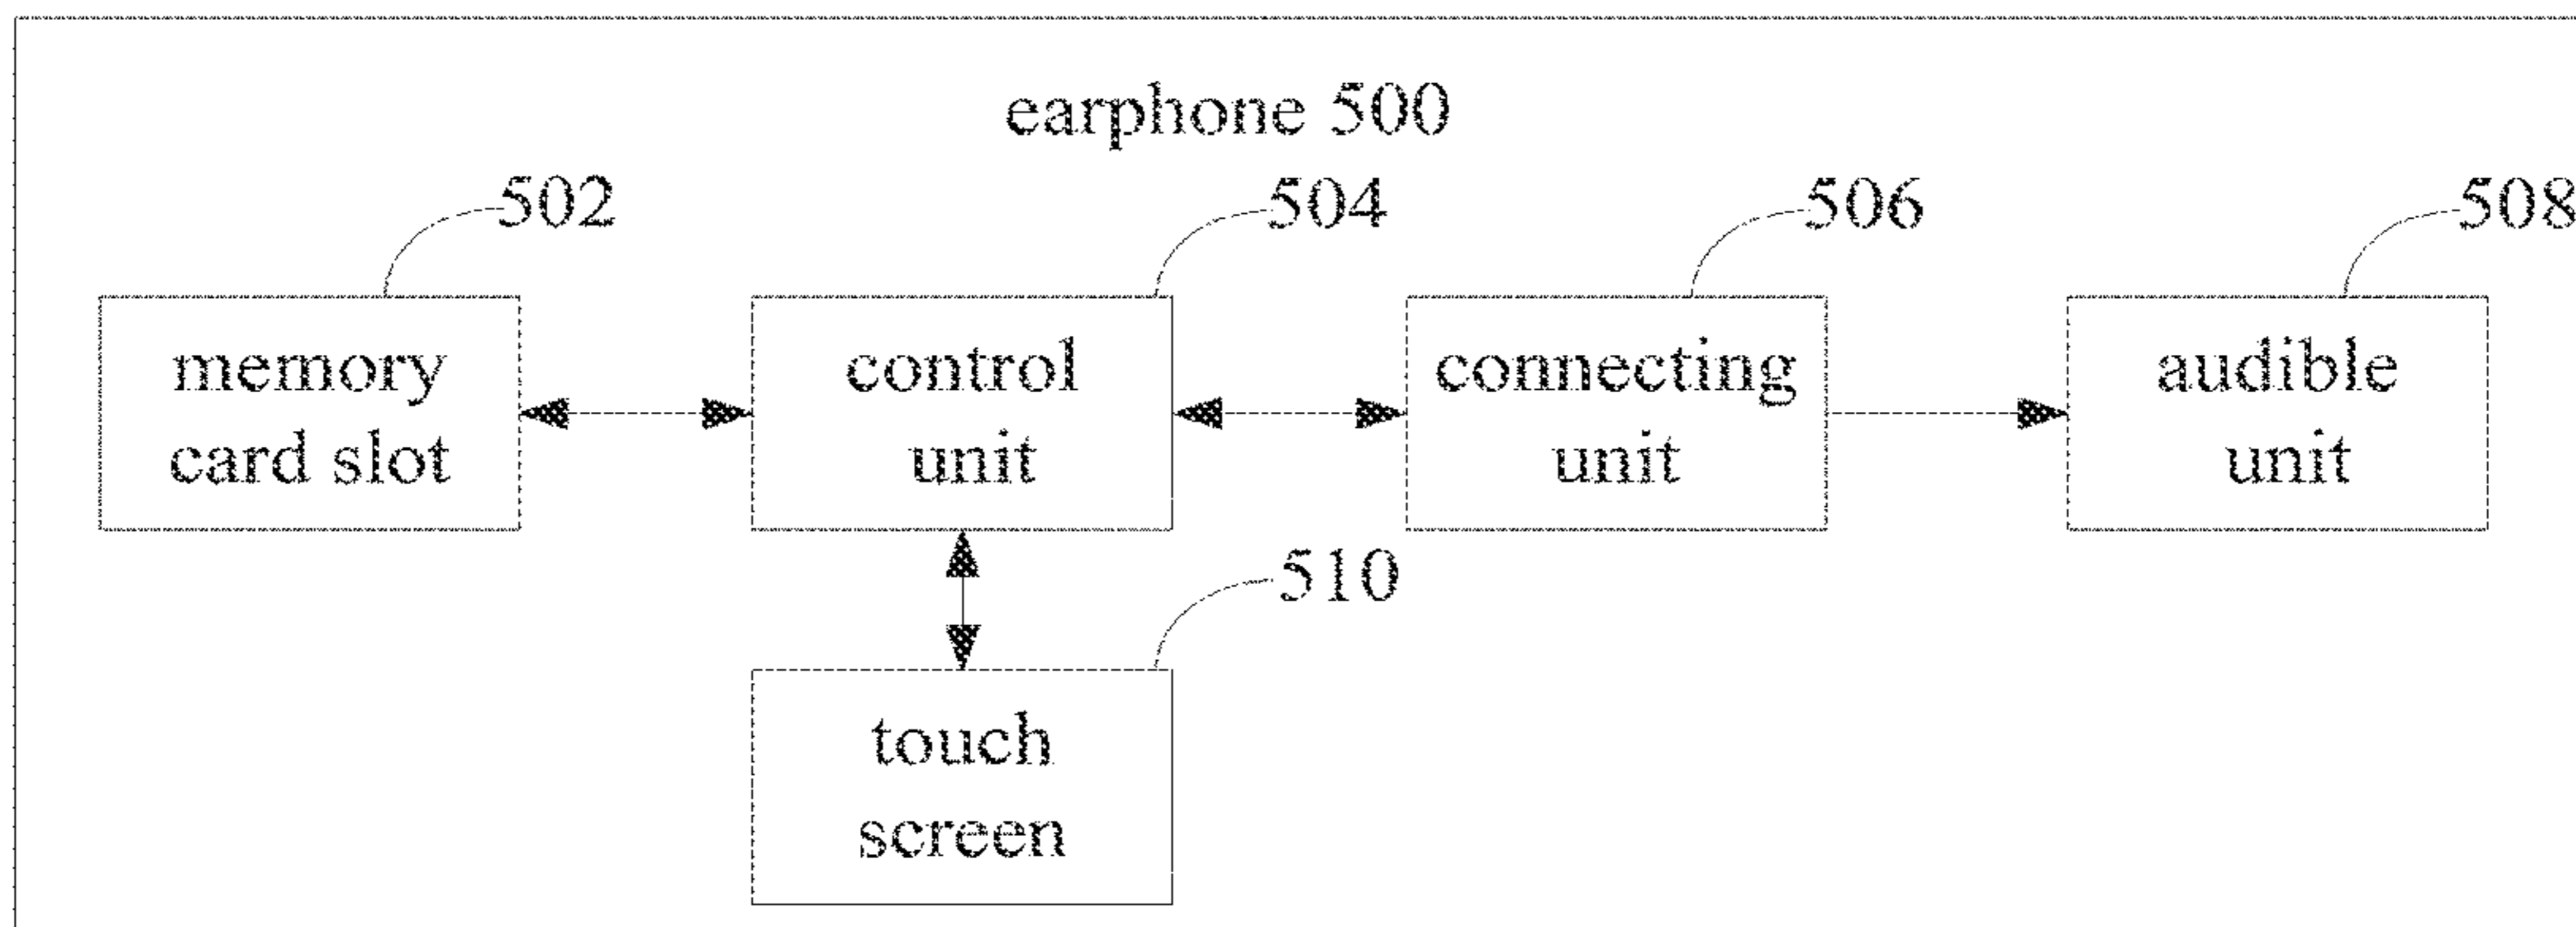 earphone 500
502
504
506
508
memory
card slot
control
unit
connecting
unit
audible
unit
510
touch
screen